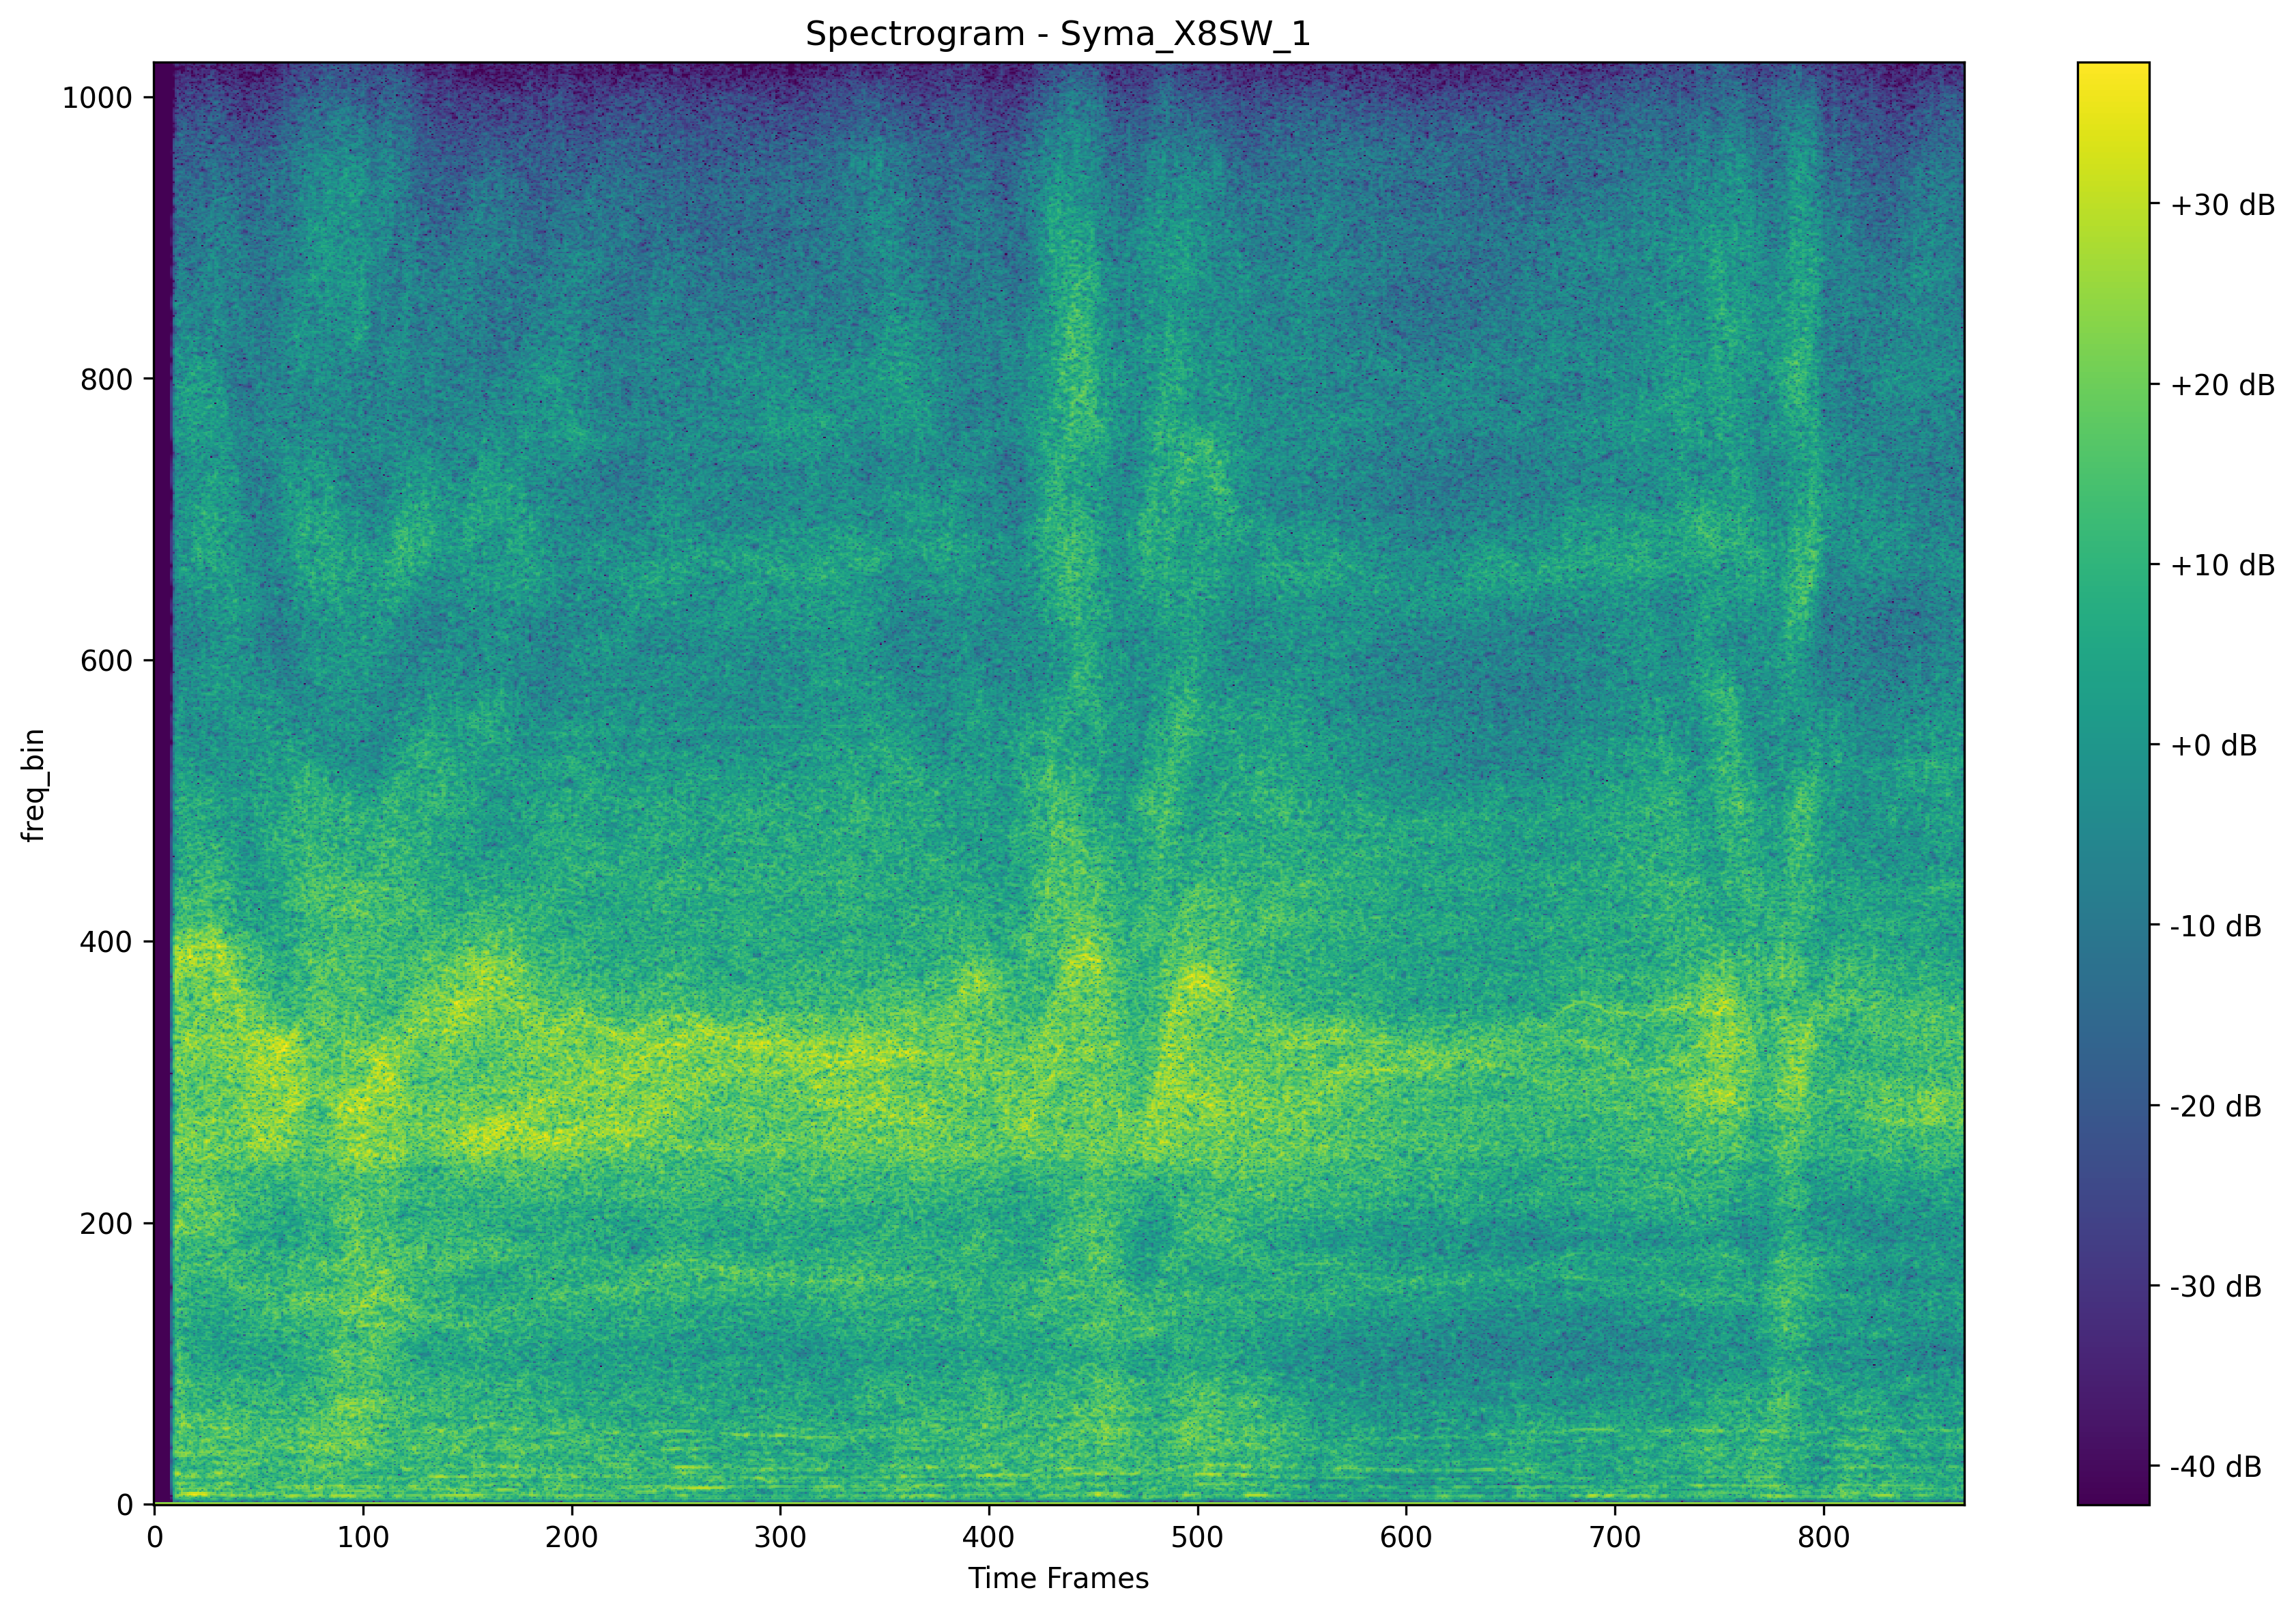 Spectrogram - Syma_X8SW_1
1000
800
600
400
200
0
freq_bin
0 100 200 300 400 500 600 700 800
Time Frames
+30 dB
+20 dB
+10 dB
+0 dB
-10 dB
-20 dB
-30 dB
-40 dB